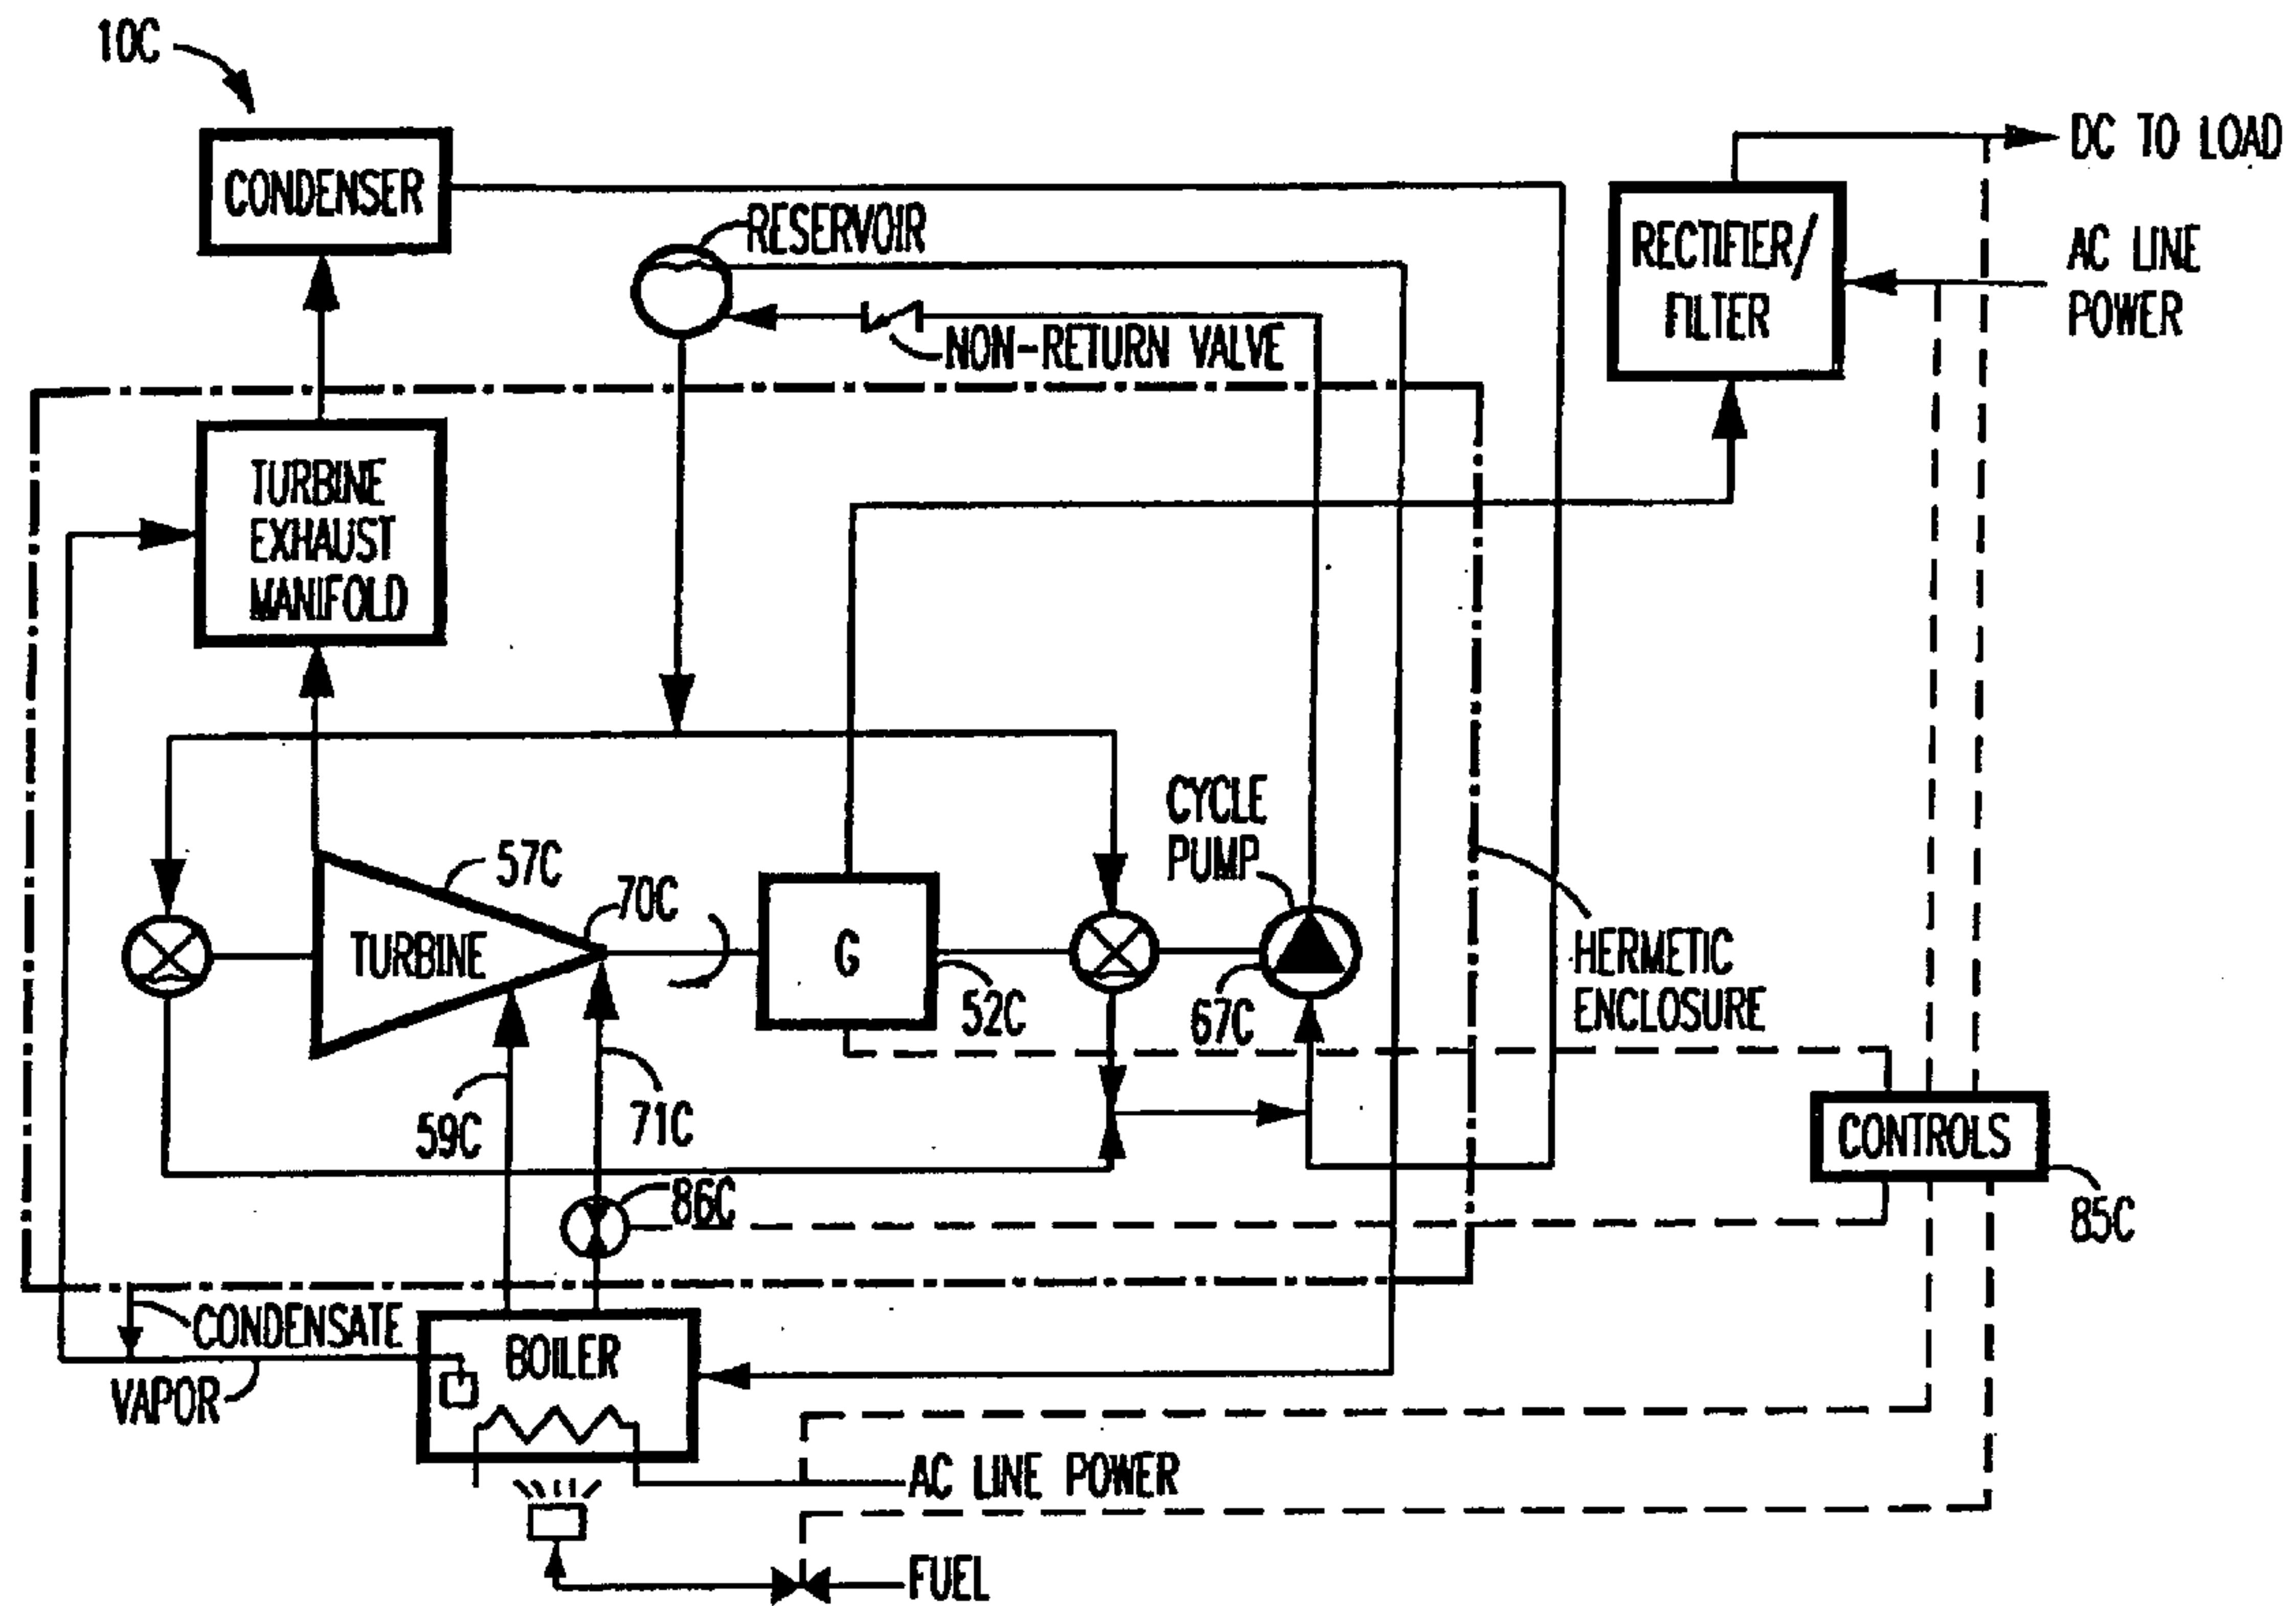 10C
CONDENSER
RESERVOIR
NON-RETURN VALVE
RECTIFIER/
FILTER
DC TO LOAD
AC LINE
POWER
TURBINE
EXHAUST
MANIFOLD
CYCLE
PUMP
57C
70C
TURBINE
G
52C
67C
HERMETIC
ENCLOSURE
59C
71C
86C
CONTROLS
85C
CONDENSATE
VAPOR
BOILER
AC LINE POWER
FUEL